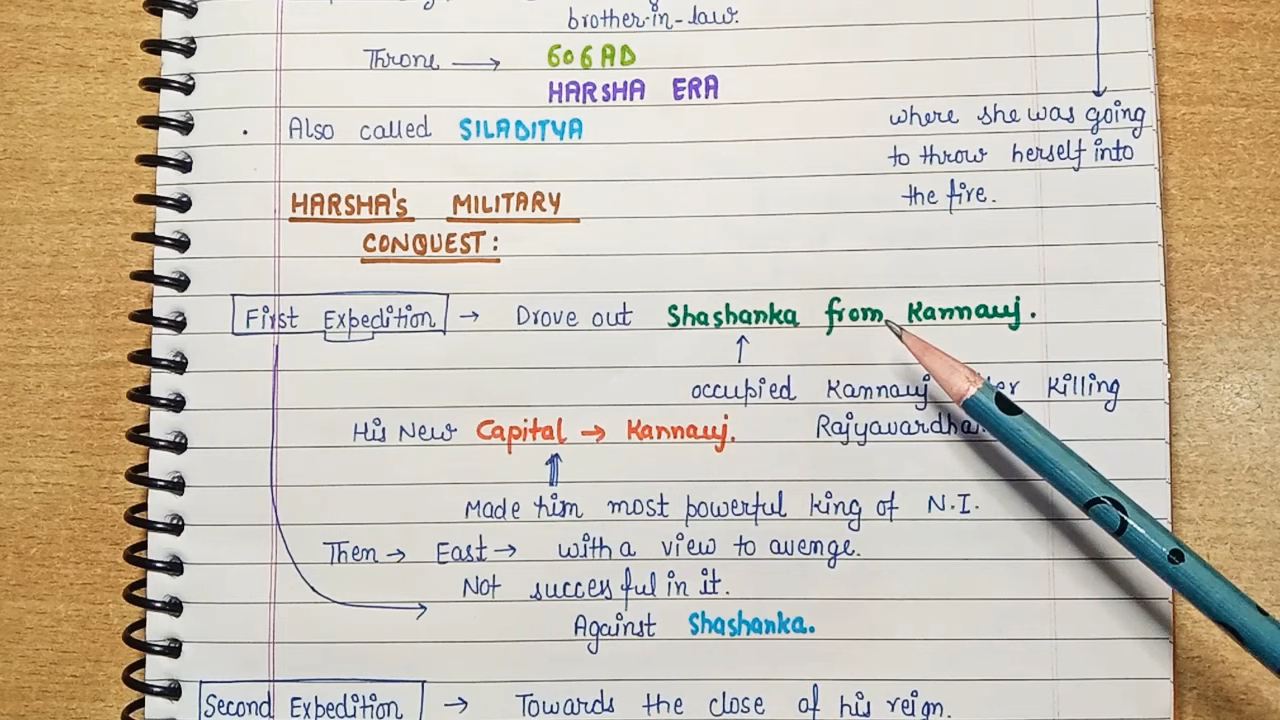 brother-in-law.
Throne → 606 AD
HARSHA ERA
. Also called SILADITYA
where she was going
to throw herself into
the fire.
HARSHA's MILITARY
CONQUEST:
First Expedition → Drove out Shashanka from Kannauj.
↑
occupied Kannauj killing
His New Capital → Kannauj.
⇑
Made him most powerful king of N.I.
Then → East → with a view to avenge.
Not successful in it.
Against Shashanka.
Second Expedition → Towards the close of his reign.